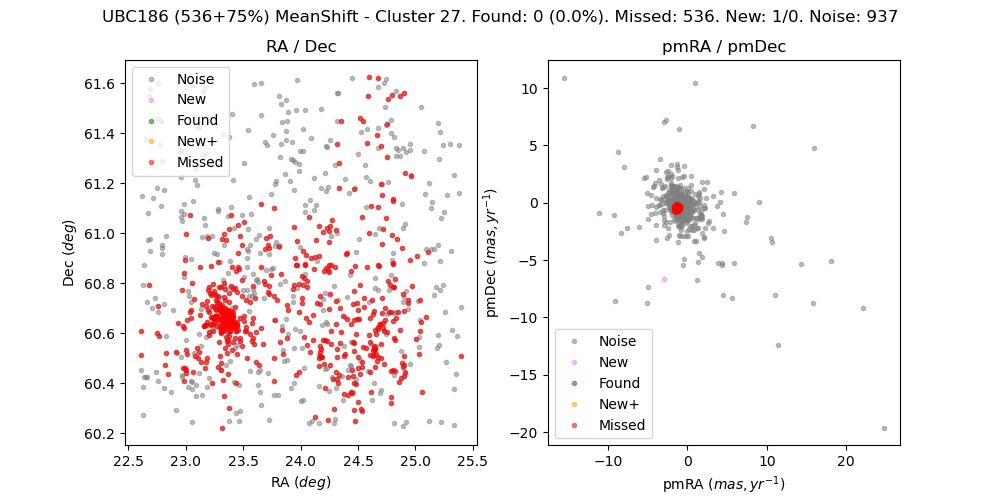 UBC186 (536+75%) MeanShift - Cluster 27. Found: 0 (0.0%). Missed: 536. New: 1/0. Noise: 937
RA / Dec
Dec (deg)
61.6
61.4
61.2
61.0
60.8
60.6
60.4
60.2
Noise
New
Found
New+
Missed
22.5
23.0
23.5
24.0
24.5
25.0
25.5
RA (deg)
pmRA / pmDec
pmDec (mas, yr⁻¹)
10
5
0
−5
−10
−15
−20
Noise
New
Found
New+
Missed
−10
0
10
20
pmRA (mas, yr⁻¹)